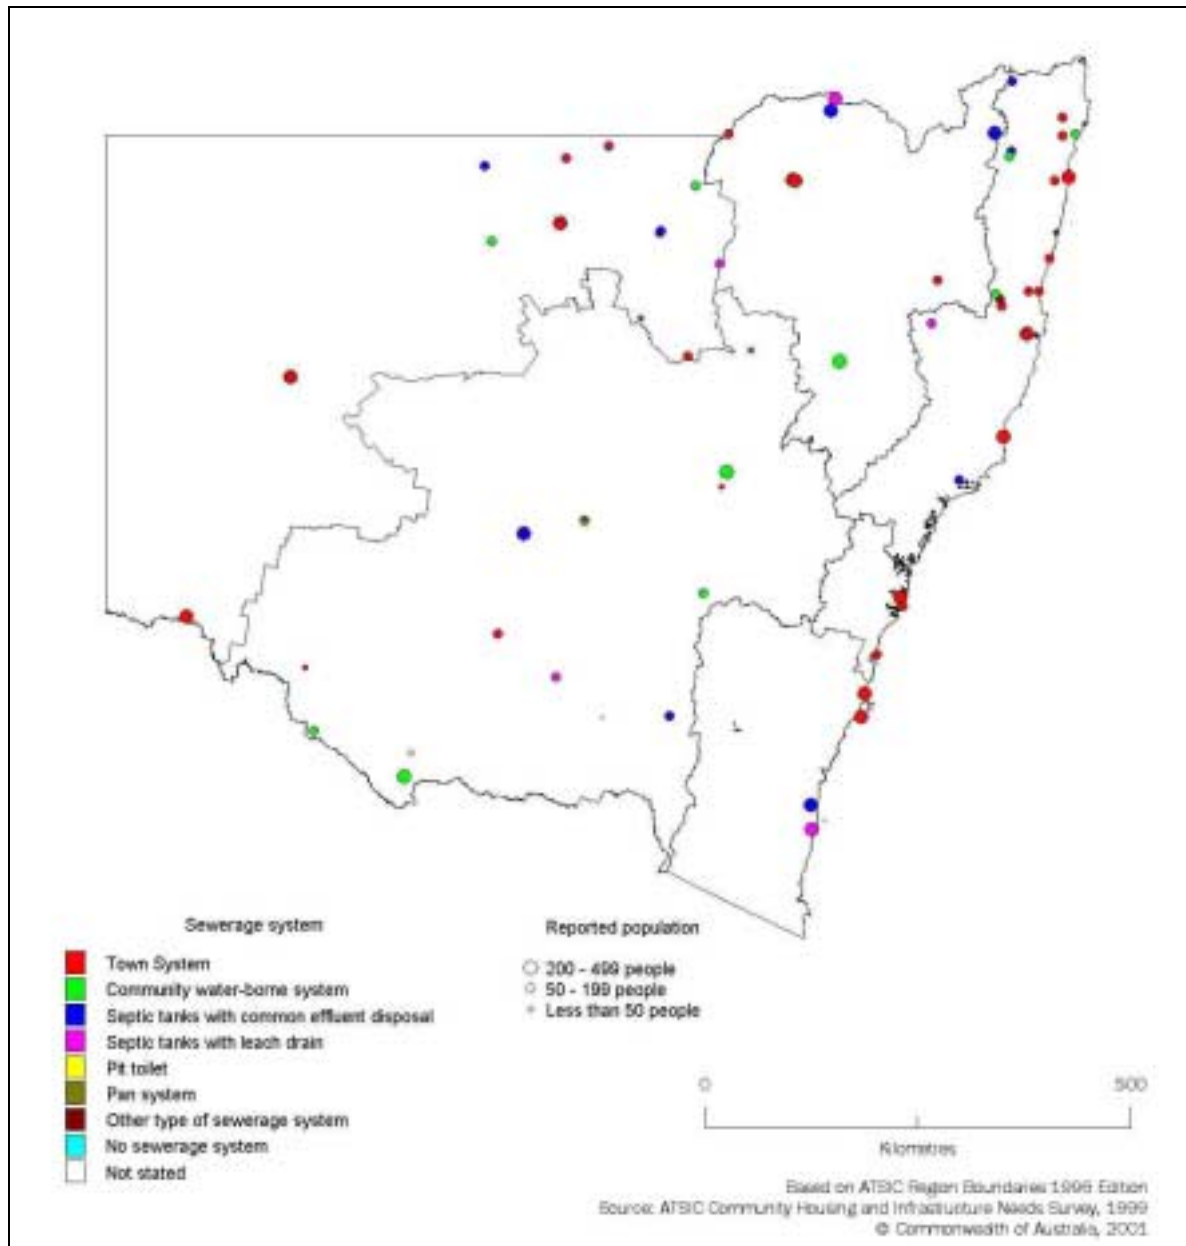 Sewerage system
Town System
Community water-borne system
Septic tanks with common effluent disposal
Septic tanks with leach drain
Pit toilet
Pan system
Other type of sewerage system
No sewerage system
Not stated
Reported population
200 - 499 people
50 - 199 people
Less than 50 people
0 500
Kilometres
Based on ATSIC Region Boundaries 1996 Edition
Source: ATSIC Community Housing and Infrastructure Needs Survey, 1999
© Commonwealth of Australia, 2001